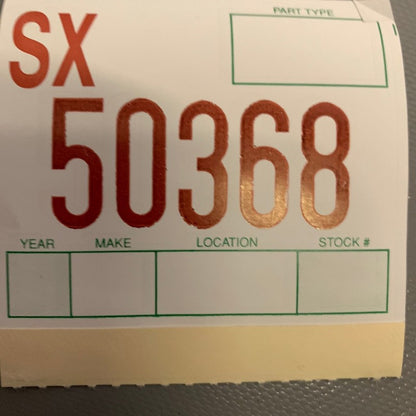 PART TYPE
SX
50368
YEAR MAKE LOCATION STOCK #